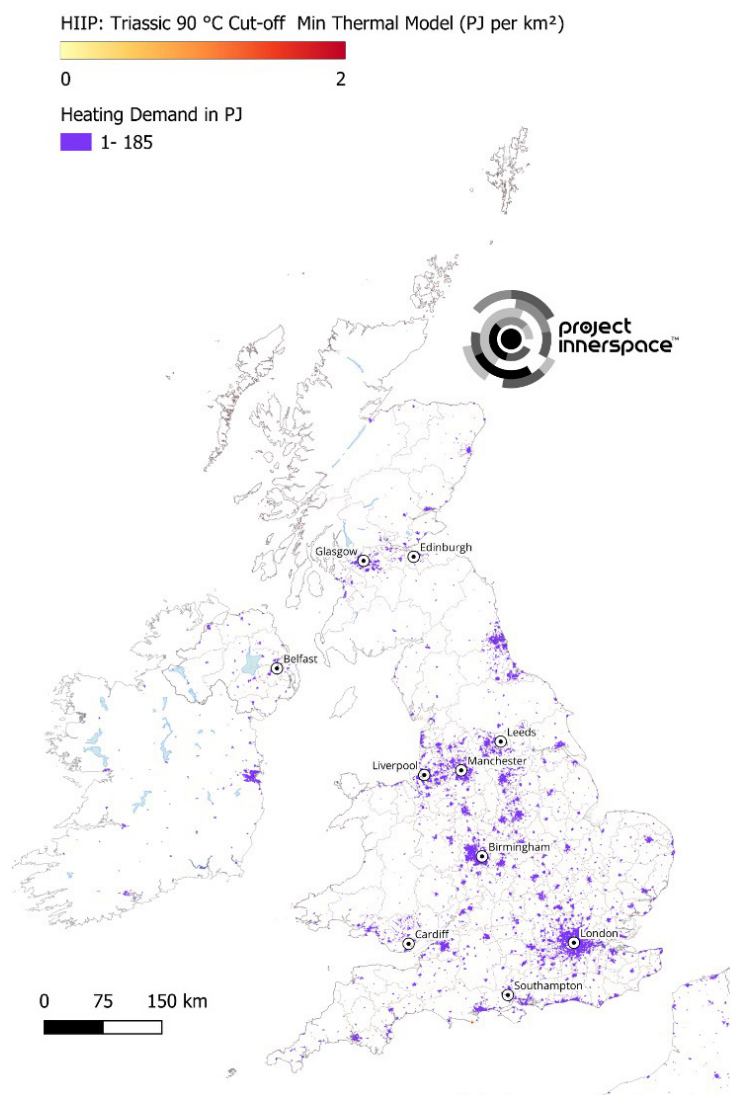 HIIP: Triassic 90 °C Cut-off Min Thermal Model (PJ per km²)
0 2
Heating Demand in PJ
1- 185
project
innerspace™
Glasgow
Edinburgh
Belfast
Leeds
Liverpool
Manchester
Birmingham
Cardiff
London
Southampton
0 75 150 km